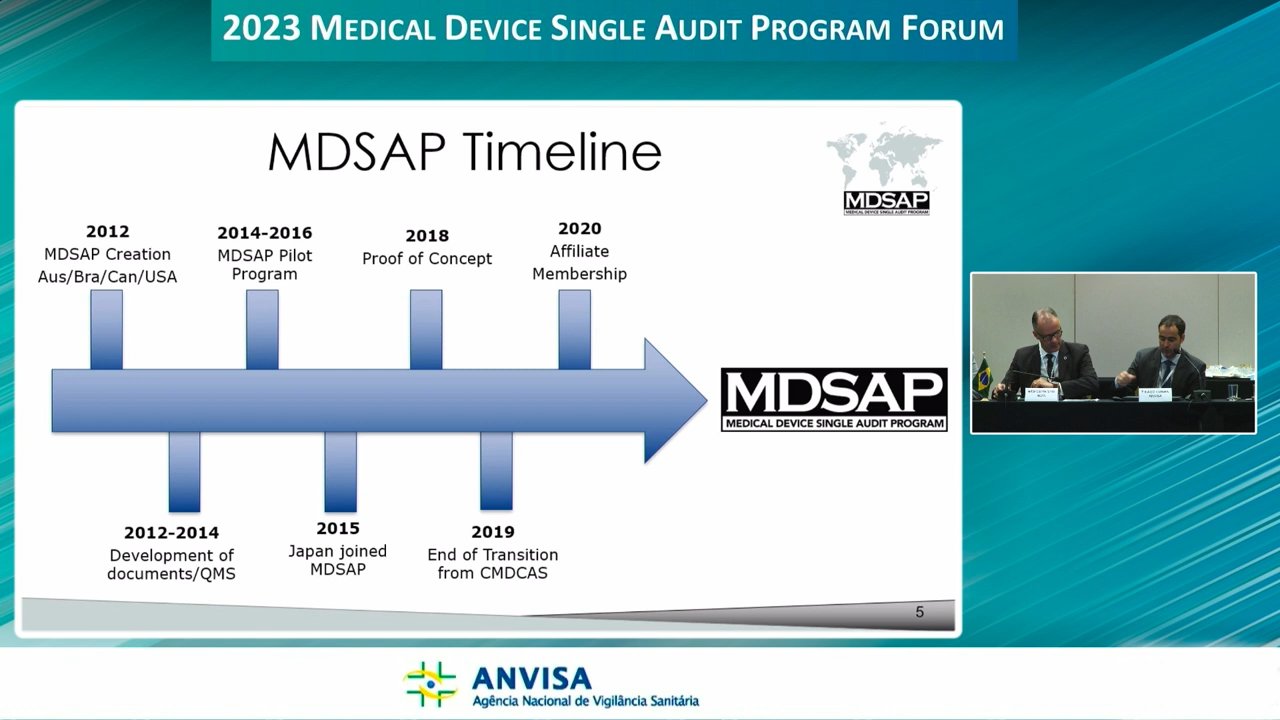 2023 MEDICAL DEVICE SINGLE AUDIT PROGRAM FORUM
MDSAP Timeline
MDSAP
MEDICAL DEVICE SINGLE AUDIT PROGRAM
2012
MDSAP Creation
Aus/Bra/Can/USA
2014-2016
MDSAP Pilot
Program
2018
Proof of Concept
2020
Affiliate
Membership
MDSAP
MEDICAL DEVICE SINGLE AUDIT PROGRAM
2012-2014
Development of
documents/QMS
2015
Japan joined
MDSAP
2019
End of Transition
from CMDCAS
5
ANVISA
Agência Nacional de Vigilância Sanitária